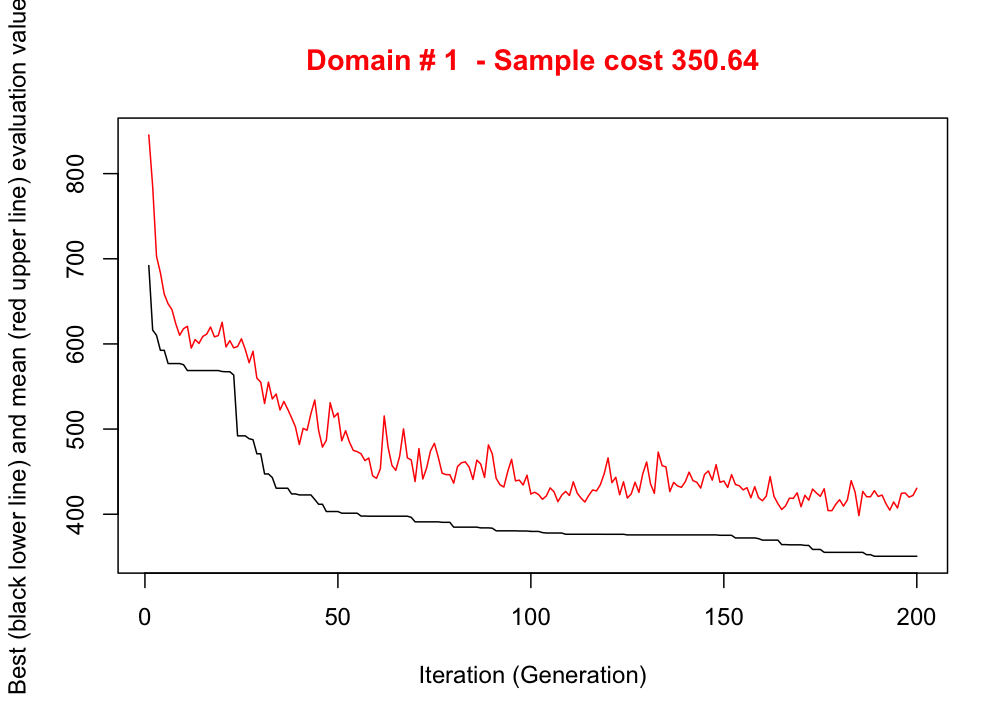 Domain # 1  - Sample cost 350.64
Best (black lower line) and mean (red upper line) evaluation value
800
700
600
500
400
0 50 100 150 200
Iteration (Generation)